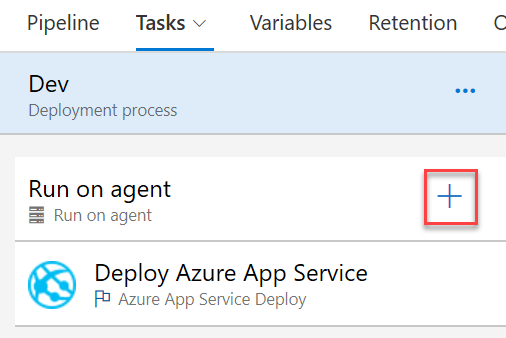 Pipeline Tasks Variables Retention
Dev
Deployment process
Run on agent
Run on agent
Deploy Azure App Service
Azure App Service Deploy